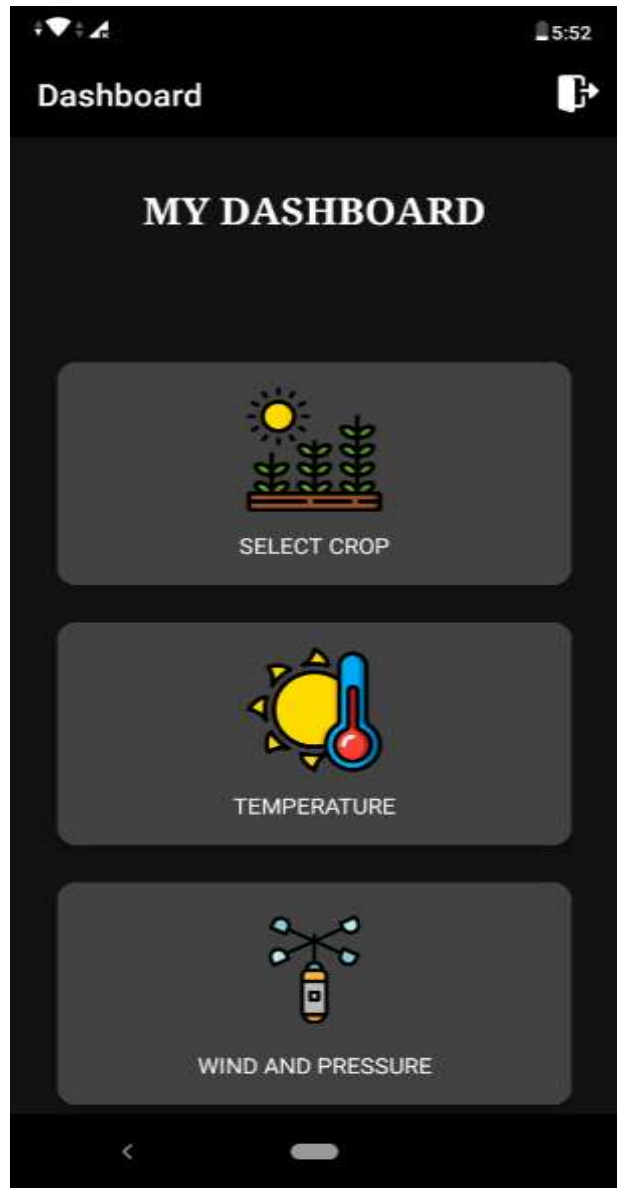 5:52
Dashboard
MY DASHBOARD
SELECT CROP
TEMPERATURE
WIND AND PRESSURE